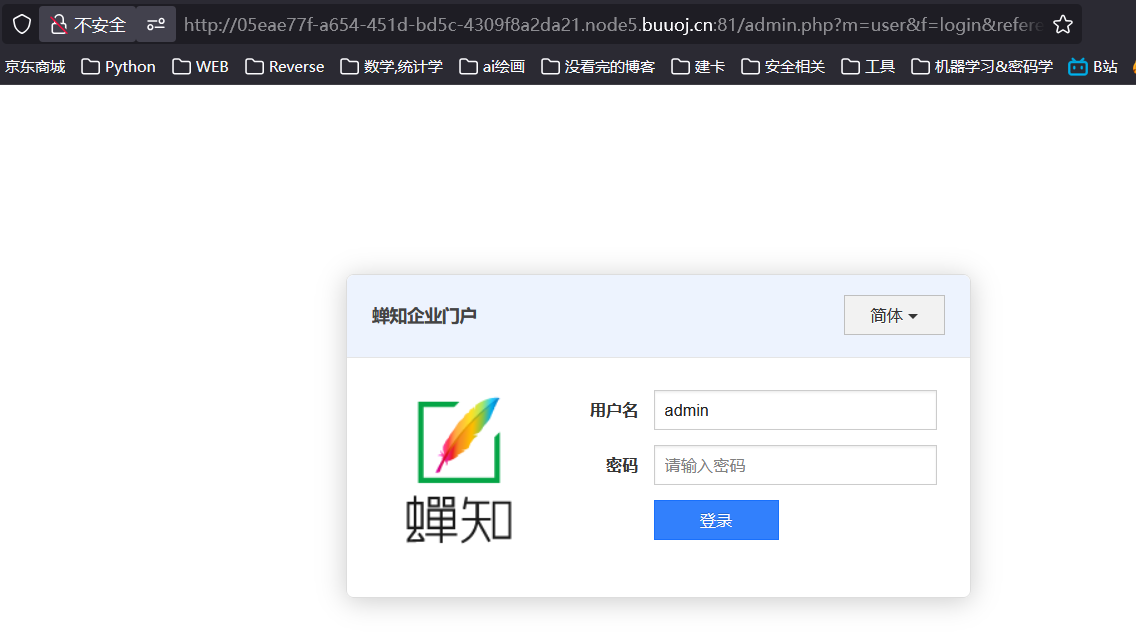 不安全 http://05eae77f-a654-451d-bd5c-4309f8a2da21.node5.buuoj.cn:81/admin.php?m=user&f=login&refere
京东商城 Python WEB Reverse 数学,统计学 ai绘画 没看完的博客 建卡 安全相关 工具 机器学习&密码学 B站
蝉知企业门户 简体
用户名 admin
密码 请输入密码
登录
蟬知